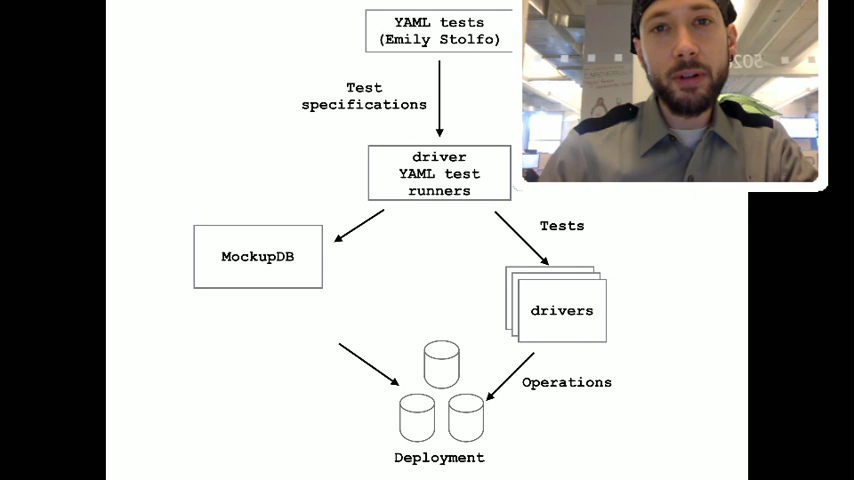 YAML tests
(Emily Stolfo)
Test
specifications
driver
YAML test
runners
MockupDB
Tests
drivers
Operations
Deployment